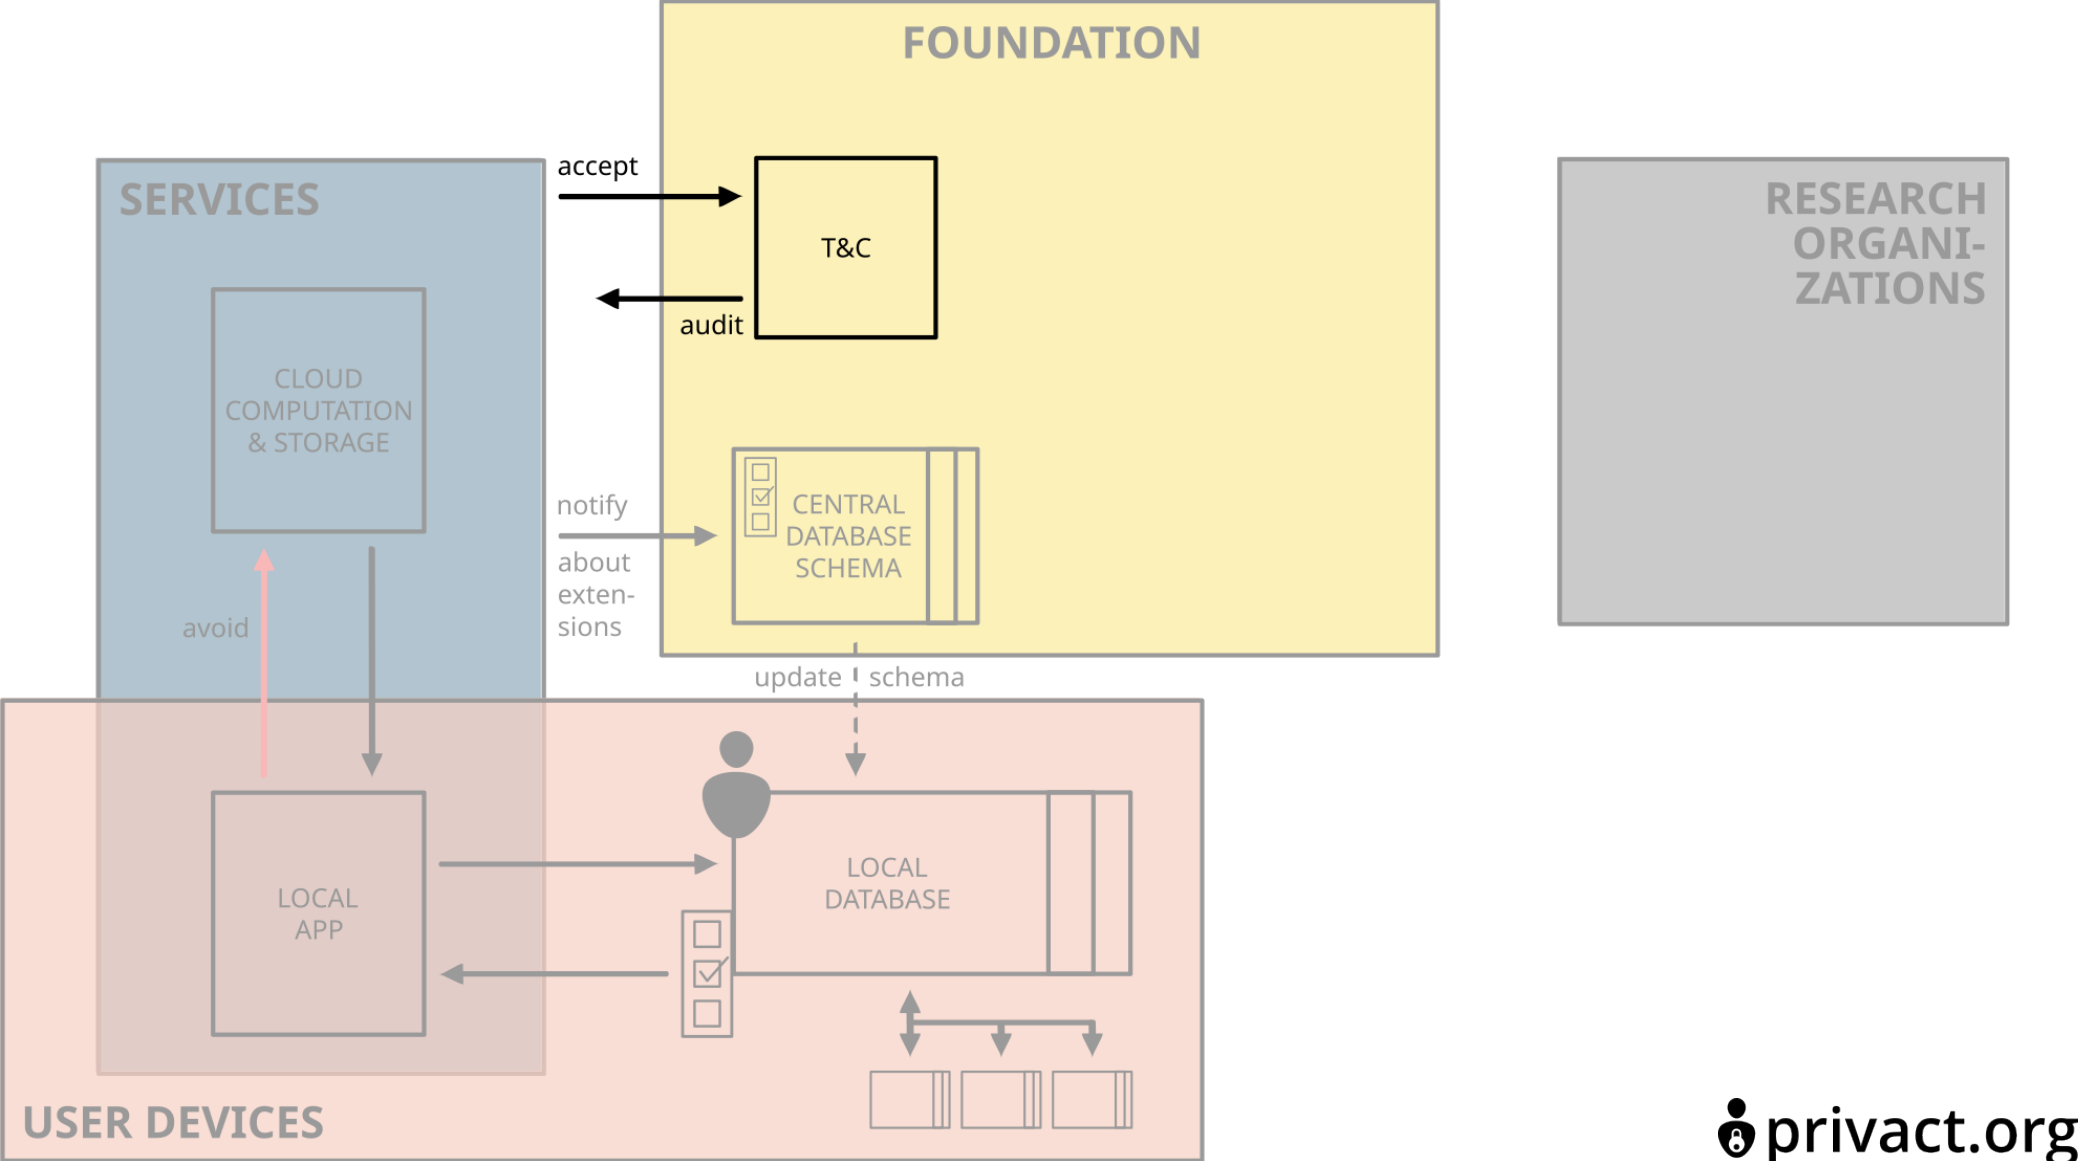 FOUNDATION
SERVICES
accept
T&C
audit
RESEARCH
ORGANI-
ZATIONS
CLOUD
COMPUTATION
& STORAGE
notify
about
exten-
sions
CENTRAL
DATABASE
SCHEMA
avoid
update schema
LOCAL
APP
LOCAL
DATABASE
USER DEVICES
privact.org